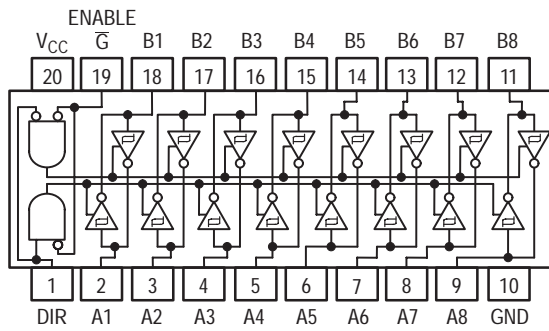 ENABLE
VCC G̅ B1 B2 B3 B4 B5 B6 B7 B8
20 19 18 17 16 15 14 13 12 11
1 2 3 4 5 6 7 8 9 10
DIR A1 A2 A3 A4 A5 A6 A7 A8 GND